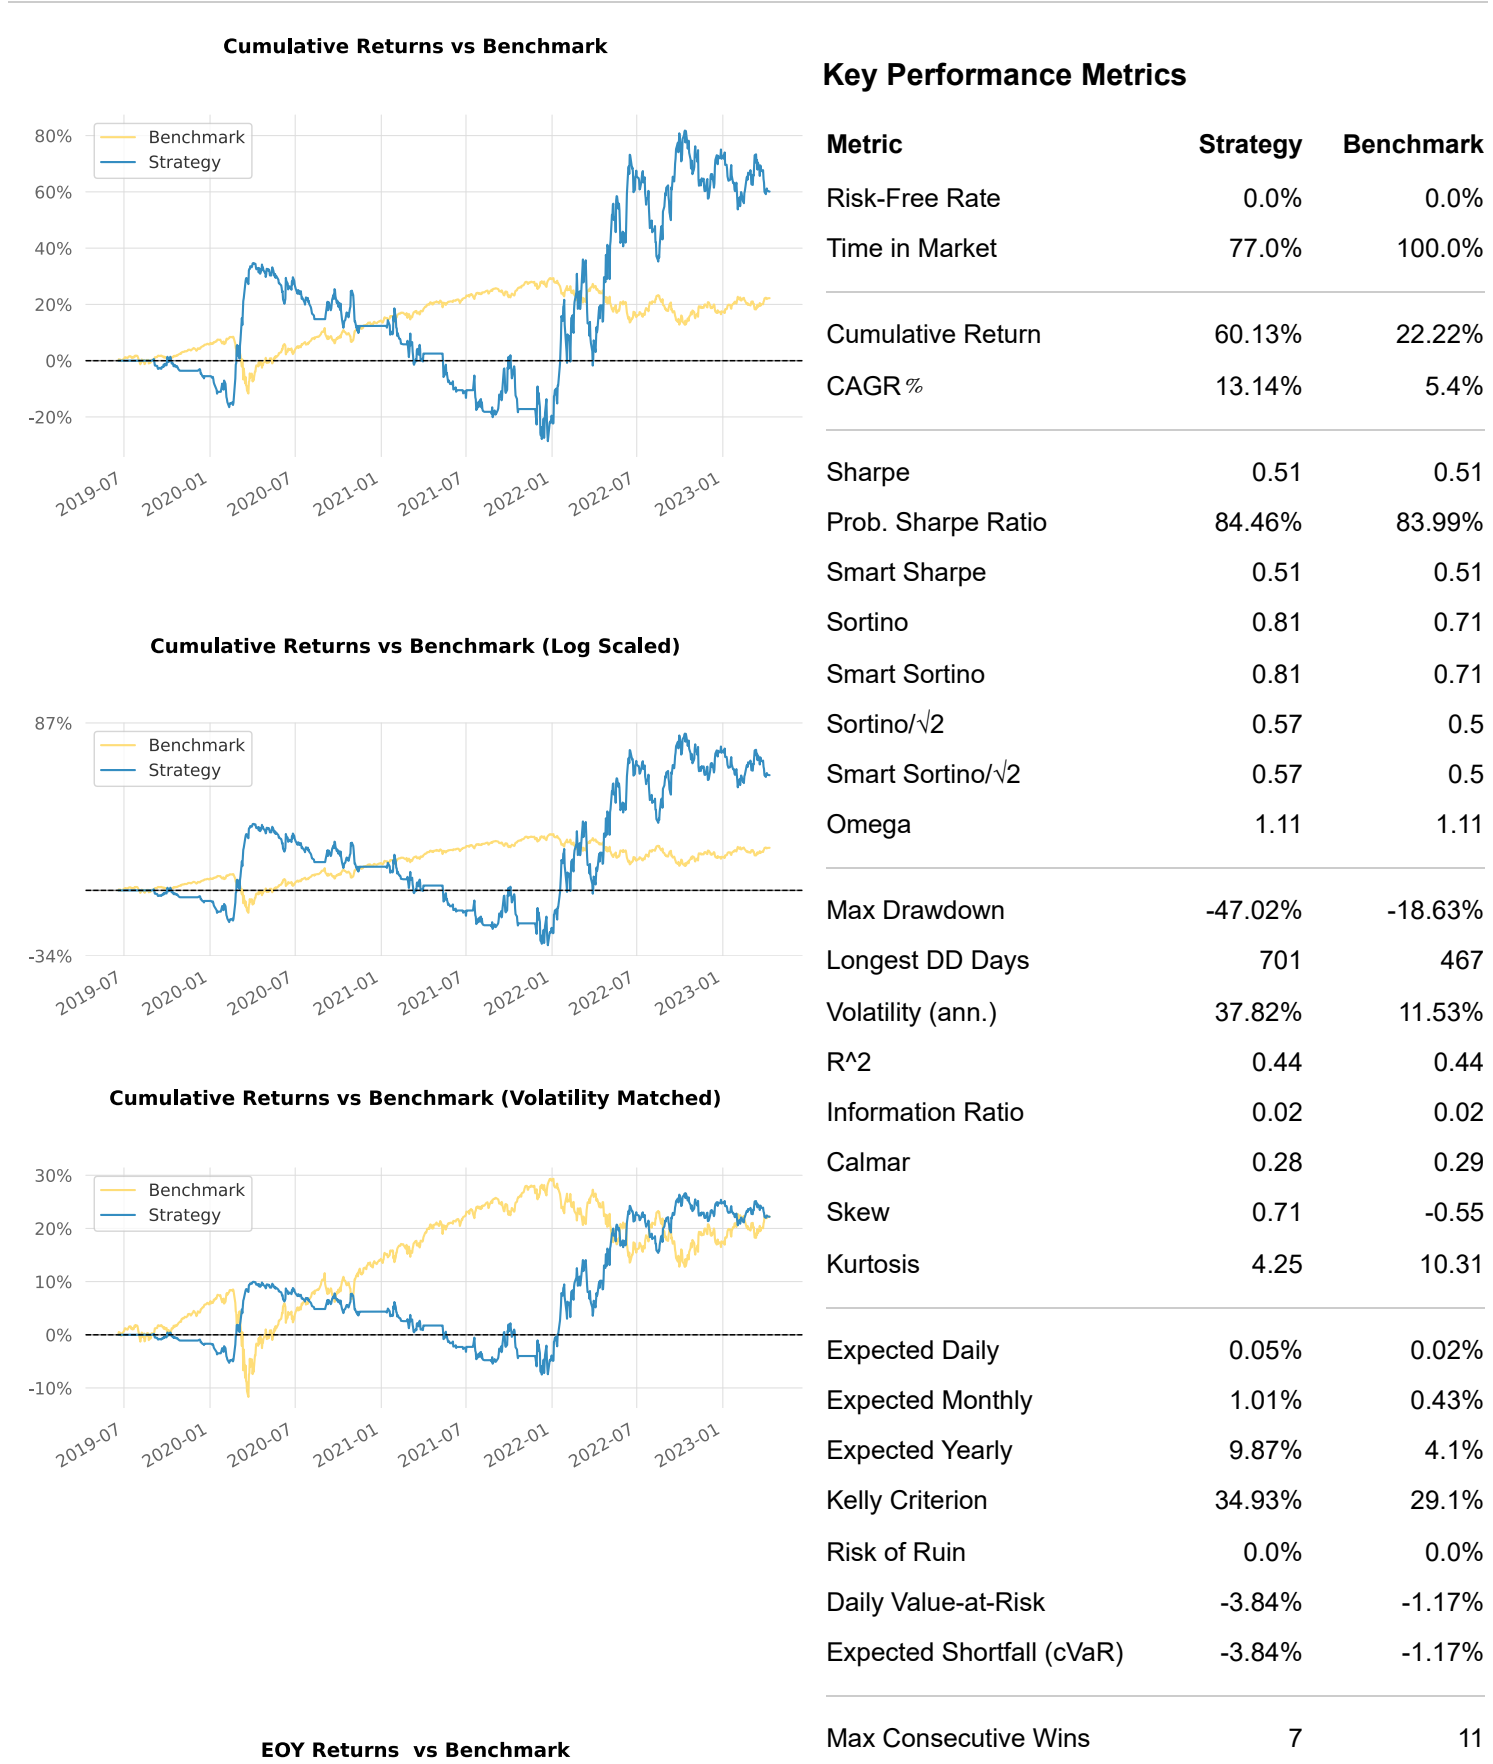 Cumulative Returns vs Benchmark
80%
60%
40%
20%
0%
-20%
Benchmark
Strategy
2019-07
2020-01
2020-07
2021-01
2021-07
2022-01
2022-07
2023-01
Cumulative Returns vs Benchmark (Log Scaled)
87%
-34%
Benchmark
Strategy
2019-07
2020-01
2020-07
2021-01
2021-07
2022-01
2022-07
2023-01
Cumulative Returns vs Benchmark (Volatility Matched)
30%
20%
10%
0%
-10%
Benchmark
Strategy
2019-07
2020-01
2020-07
2021-01
2021-07
2022-01
2022-07
2023-01
EOY Returns vs Benchmark
Key Performance Metrics
Metric Strategy Benchmark
Risk-Free Rate 0.0% 0.0%
Time in Market 77.0% 100.0%
Cumulative Return 60.13% 22.22%
CAGR﹪ 13.14% 5.4%
Sharpe 0.51 0.51
Prob. Sharpe Ratio 84.46% 83.99%
Smart Sharpe 0.51 0.51
Sortino 0.81 0.71
Smart Sortino 0.81 0.71
Sortino/√2 0.57 0.5
Smart Sortino/√2 0.57 0.5
Omega 1.11 1.11
Max Drawdown -47.02% -18.63%
Longest DD Days 701 467
Volatility (ann.) 37.82% 11.53%
R^2 0.44 0.44
Information Ratio 0.02 0.02
Calmar 0.28 0.29
Skew 0.71 -0.55
Kurtosis 4.25 10.31
Expected Daily 0.05% 0.02%
Expected Monthly 1.01% 0.43%
Expected Yearly 9.87% 4.1%
Kelly Criterion 34.93% 29.1%
Risk of Ruin 0.0% 0.0%
Daily Value-at-Risk -3.84% -1.17%
Expected Shortfall (cVaR) -3.84% -1.17%
Max Consecutive Wins 7 11